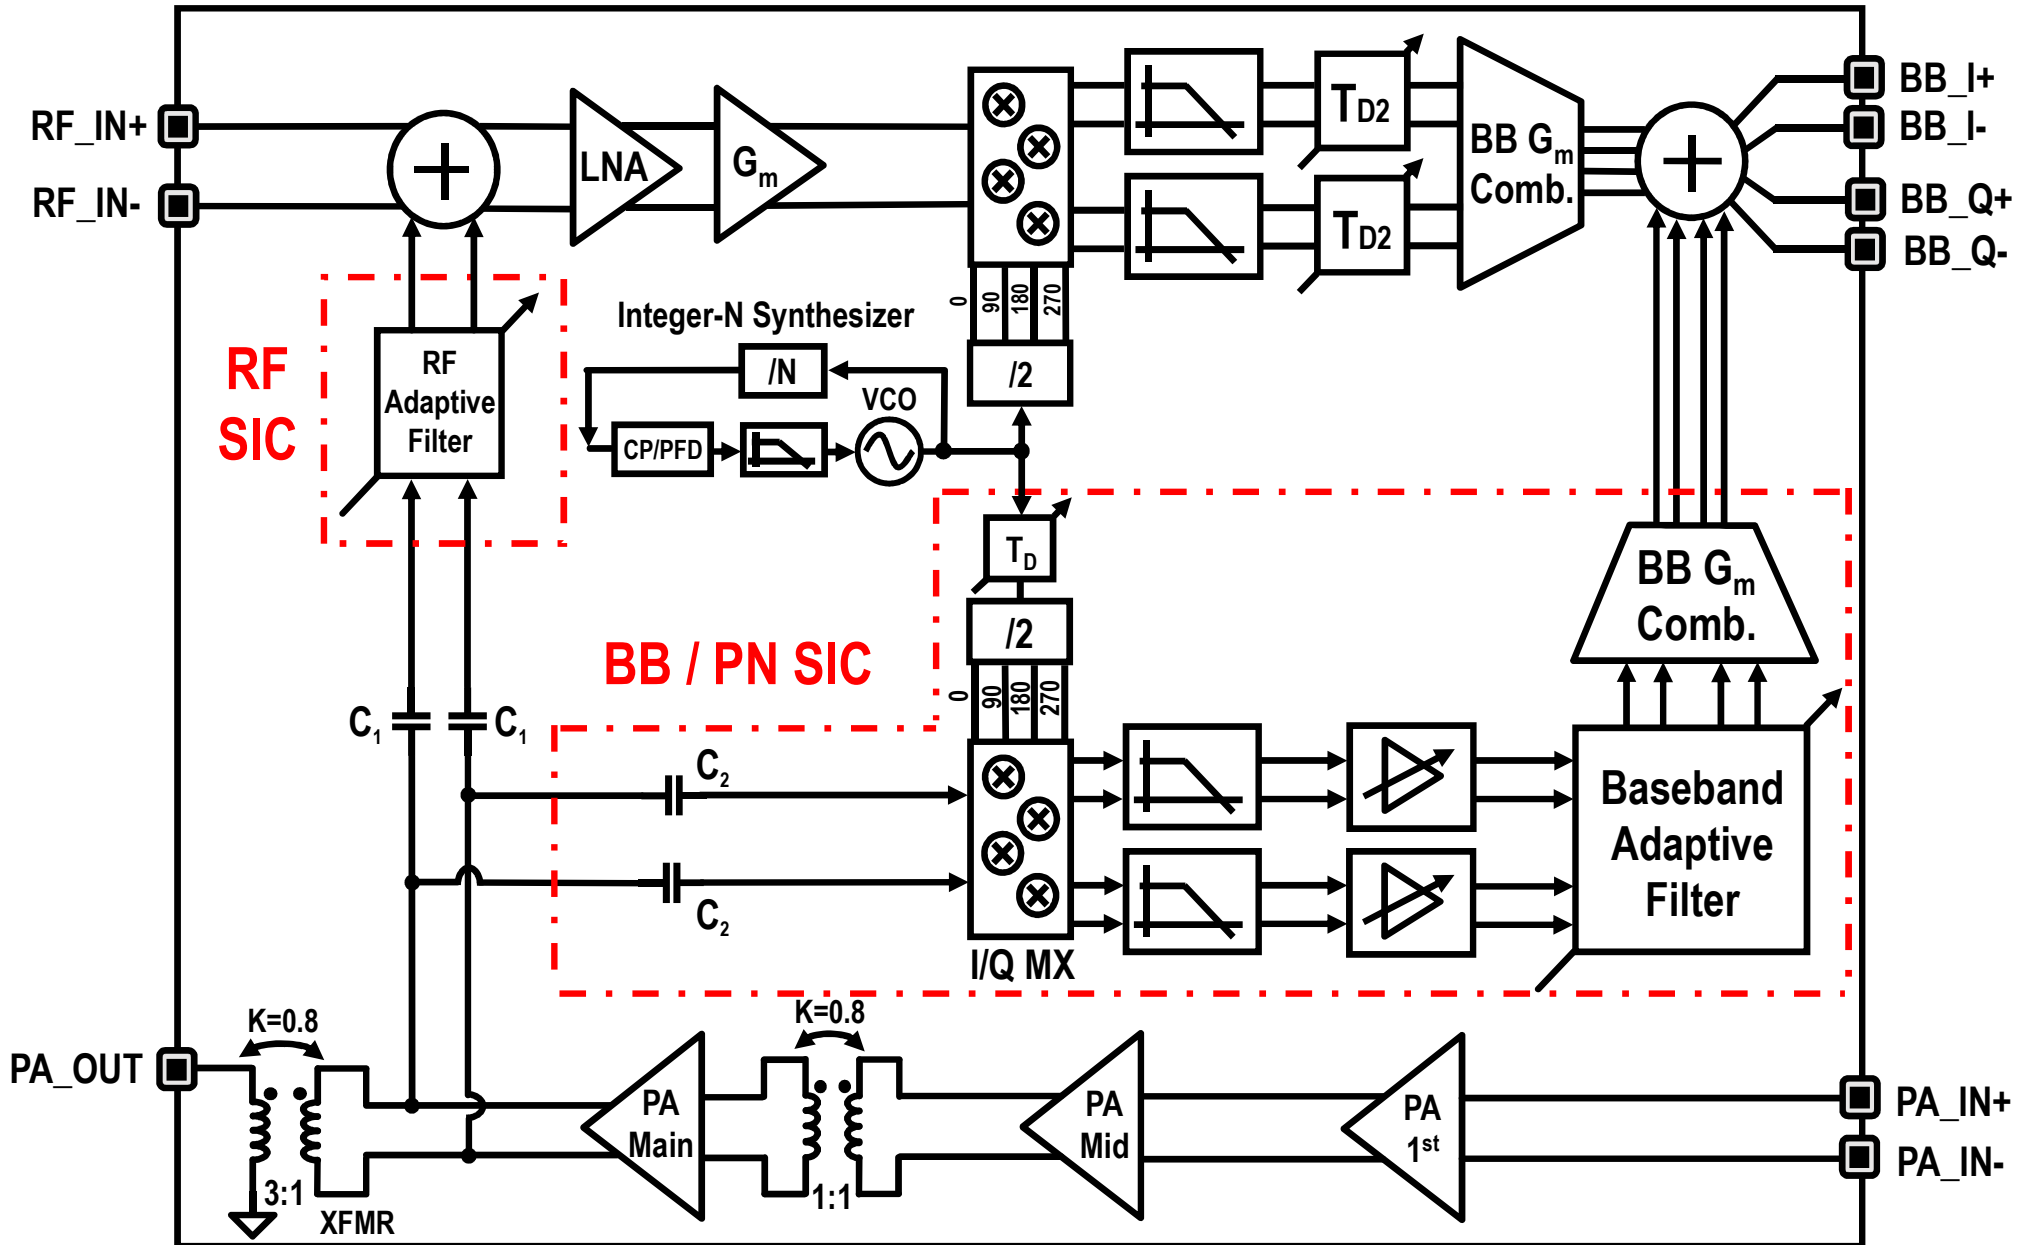 RF_IN+
RF_IN-
LNA
Gm
TD2
TD2
BB Gm
Comb.
BB_I+
BB_I-
BB_Q+
BB_Q-
0
90
180
270
/2
Integer-N Synthesizer
/N
VCO
CP/PFD
RF
SIC
RF
Adaptive
Filter
TD
/2
0
90
180
270
BB / PN SIC
BB Gm
Comb.
C1
C1
C2
C2
I/Q MX
Baseband
Adaptive
Filter
K=0.8
K=0.8
PA_OUT
3:1
XFMR
PA
Main
1:1
PA
Mid
PA
1st
PA_IN+
PA_IN-